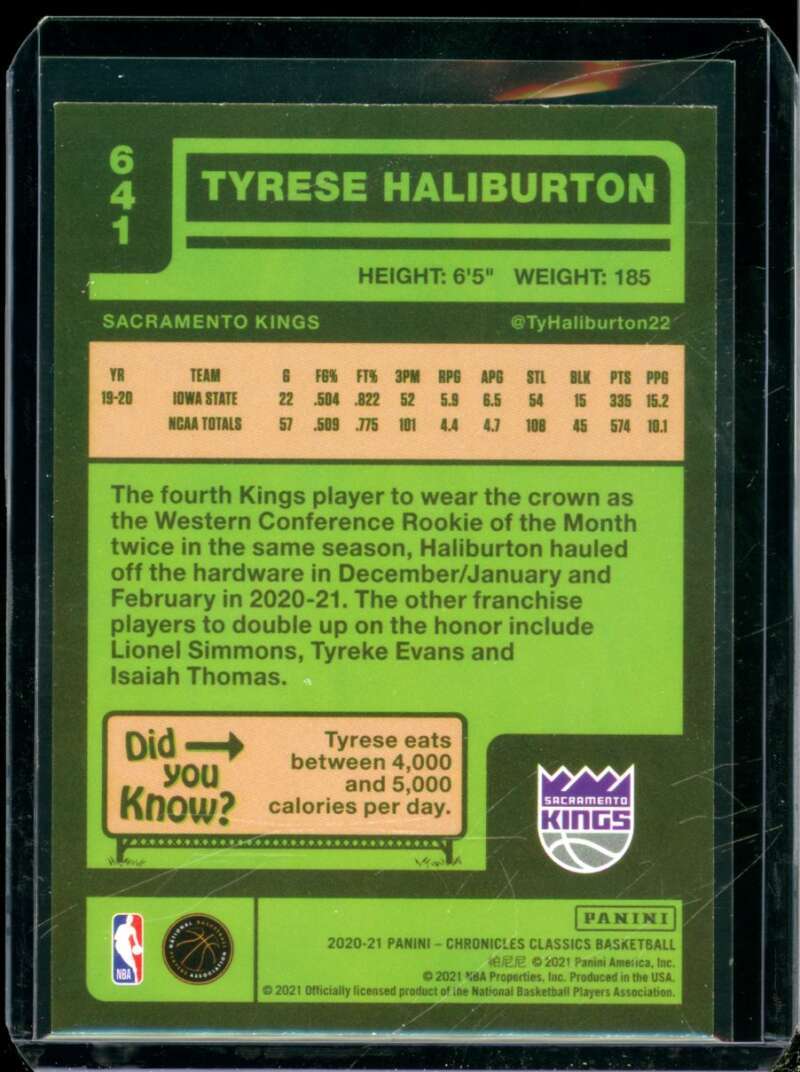 641
TYRESE HALIBURTON
HEIGHT: 6'5" WEIGHT: 185
SACRAMENTO KINGS
@TyHaliburton22
YR TEAM G FG% FT% 3PM RPG APG STL BLK PTS PPG
19-20 IOWA STATE 22 .504 .822 52 5.9 6.5 54 15 335 15.2
NCAA TOTALS 57 .509 .775 101 4.4 4.7 108 45 574 10.1
The fourth Kings player to wear the crown as
the Western Conference Rookie of the Month
twice in the same season, Haliburton hauled
off the hardware in December/January and
February in 2020-21. The other franchise
players to double up on the honor include
Lionel Simmons, Tyreke Evans and
Isaiah Thomas.
Did
you
Know?
Tyrese eats
between 4,000
and 5,000
calories per day.
SACRAMENTO
KINGS
NBA
NATIONAL BASKETBALL
PLAYERS ASSOCIATION
PANINI
2020-21 PANINI – CHRONICLES CLASSICS BASKETBALL
帕尼尼 © 2021 Panini America, Inc.
© 2021 NBA Properties, Inc. Produced in the USA.
© 2021 Officially licensed product of the National Basketball Players Association.